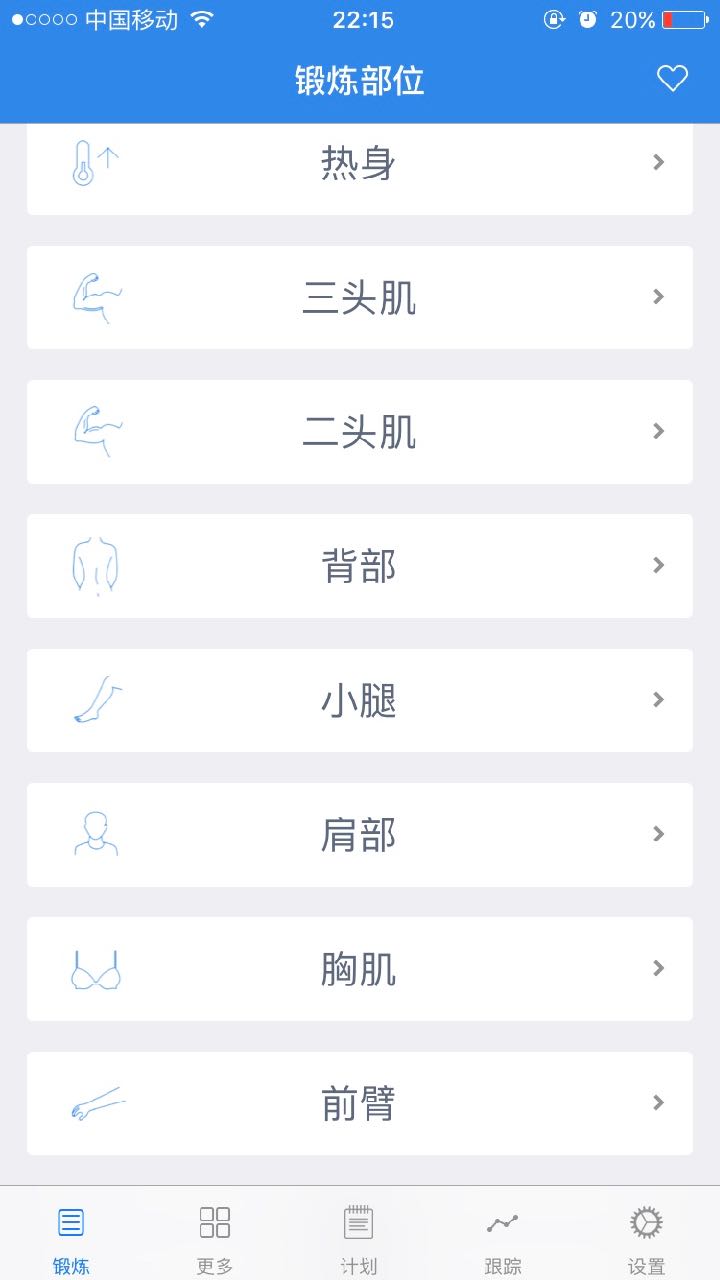 中国移动 22:15 20%
锻炼部位
热身
三头肌
二头肌
背部
小腿
肩部
胸肌
前臂
锻炼 更多 计划 跟踪 设置